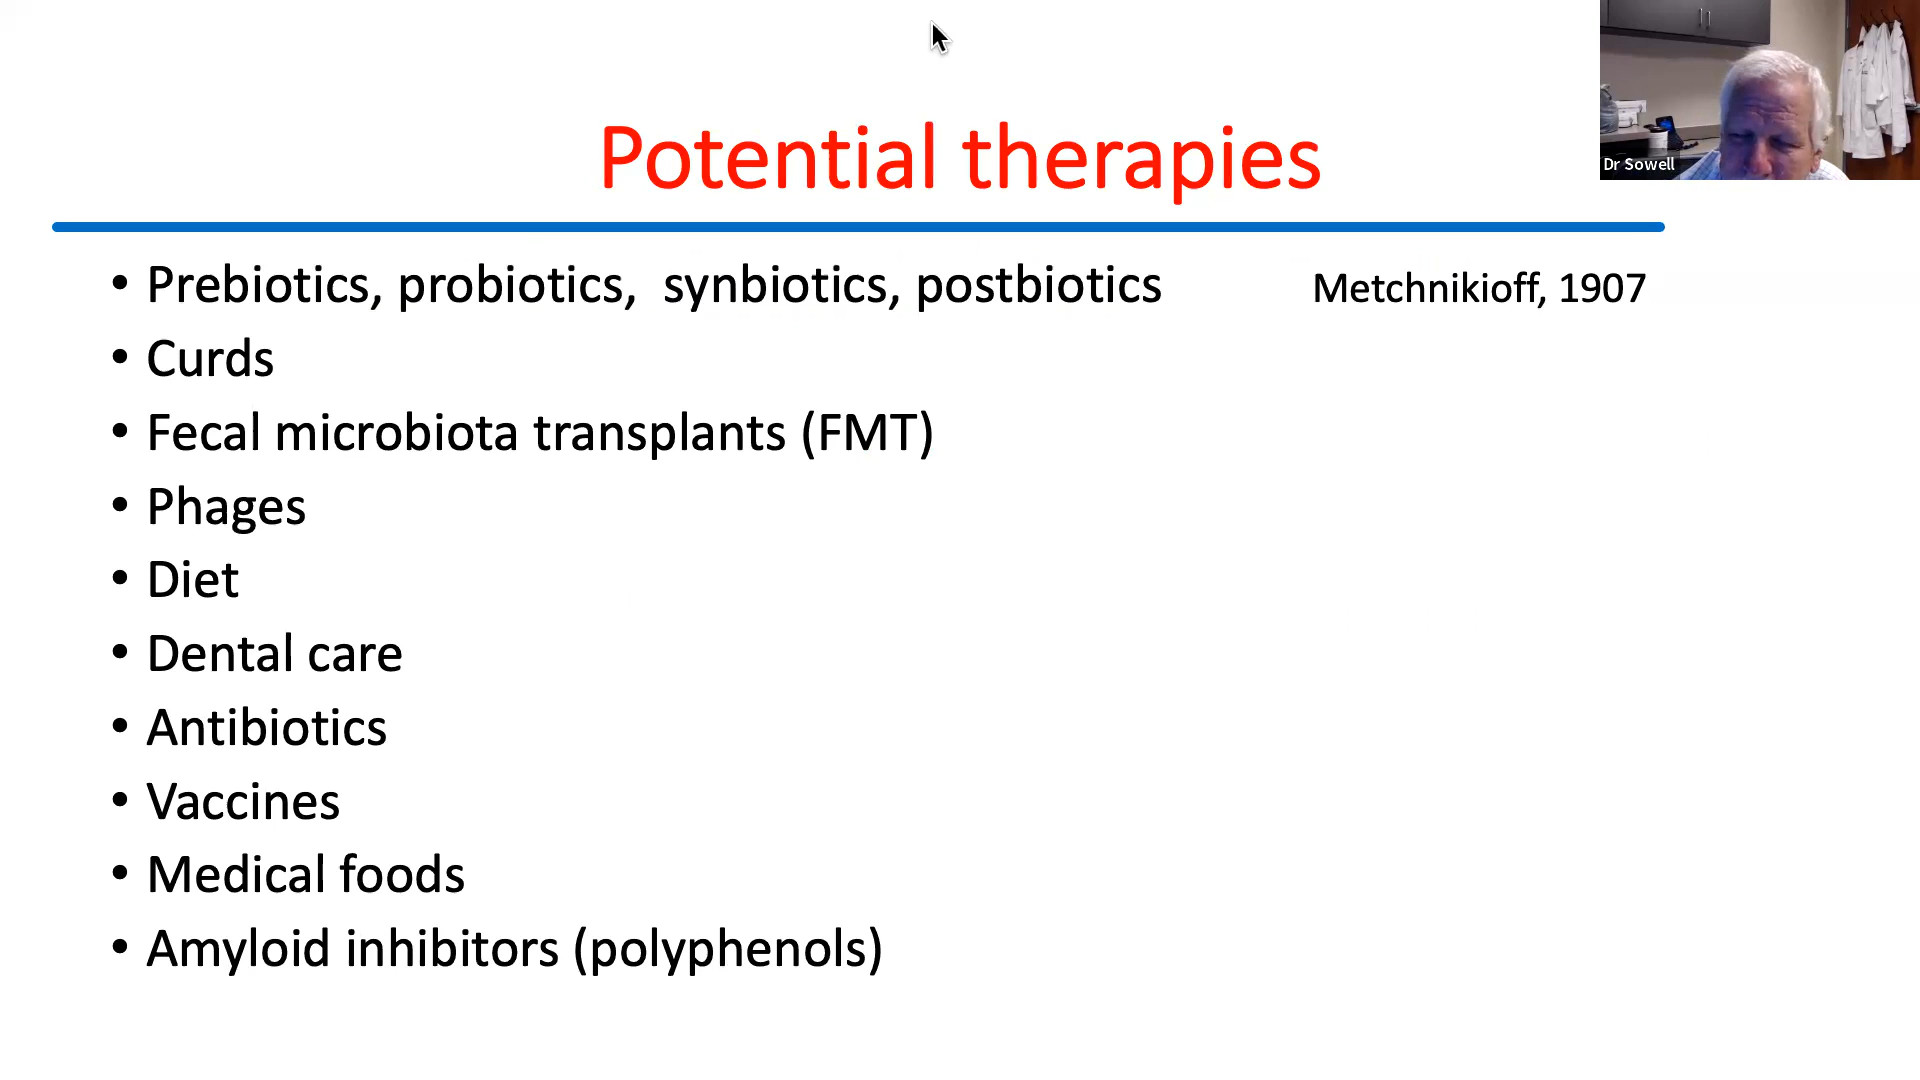 Potential therapies
Dr Sowell
• Prebiotics, probiotics,  synbiotics, postbiotics Metchnikioff, 1907
• Curds
• Fecal microbiota transplants (FMT)
• Phages
• Diet
• Dental care
• Antibiotics
• Vaccines
• Medical foods
• Amyloid inhibitors (polyphenols)